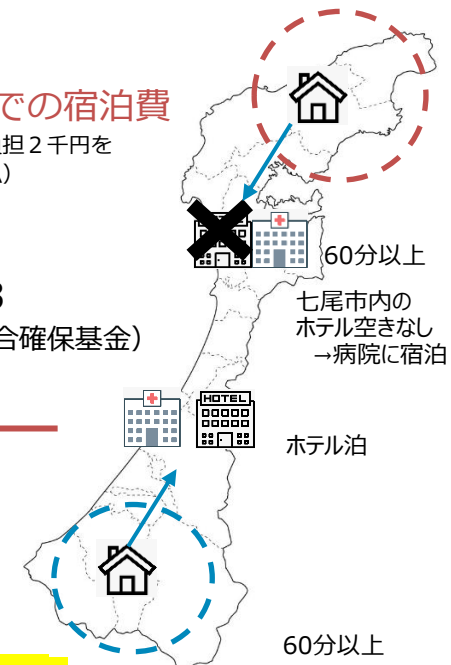 での宿泊費
担２千円を
)
60分以上
3
七尾市内の
ホテル空きなし
→病院に宿泊
合確保基金)
HOTEL
ホテル泊
60分以上